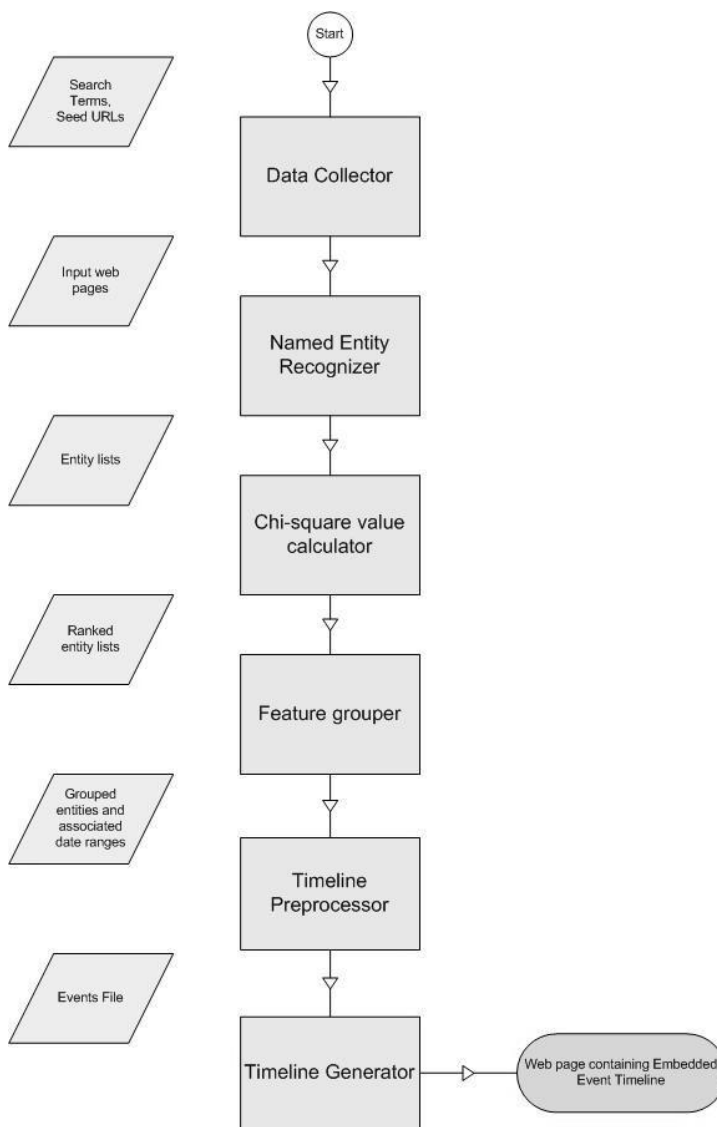 Start
Search
Terms,
Seed URLs
Data Collector
Input web
pages
Named Entity
Recognizer
Entity lists
Chi-square value
calculator
Ranked
entity lists
Feature grouper
Grouped
entities and
associated
date ranges
Timeline
Preprocessor
Events File
Timeline Generator
Web page containing Embedded
Event Timeline